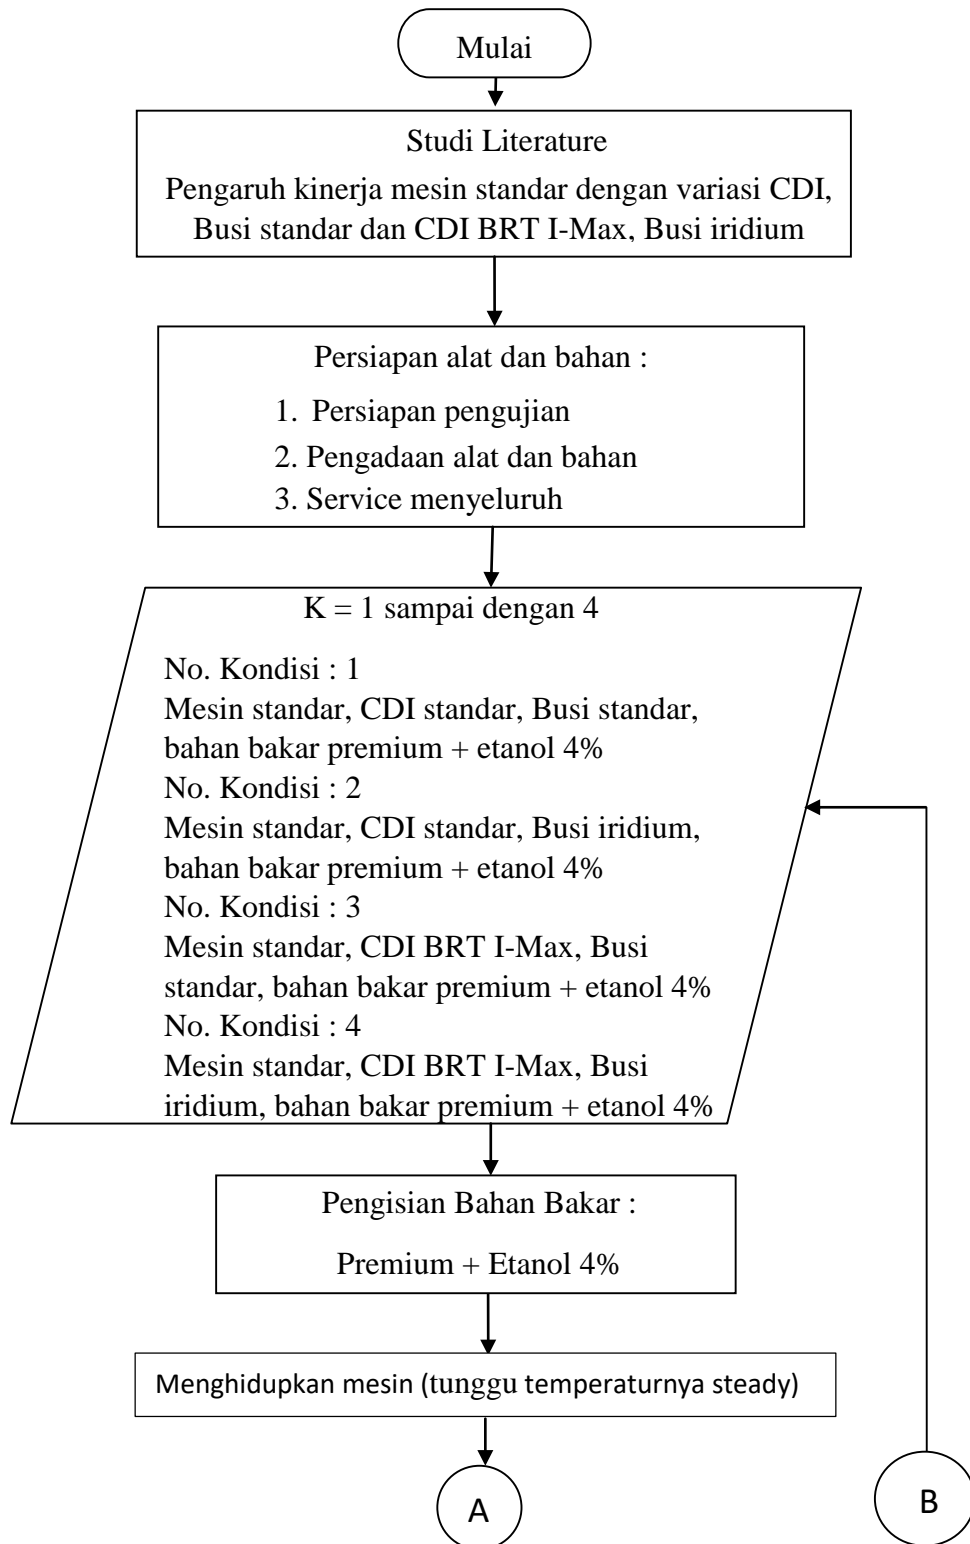 Mulai
Studi Literature
Pengaruh kinerja mesin standar dengan variasi CDI,
Busi standar dan CDI BRT I-Max, Busi iridium
Persiapan alat dan bahan :
1. Persiapan pengujian
2. Pengadaan alat dan bahan
3. Service menyeluruh
K = 1 sampai dengan 4
No. Kondisi : 1
Mesin standar, CDI standar, Busi standar,
bahan bakar premium + etanol 4%
No. Kondisi : 2
Mesin standar, CDI standar, Busi iridium,
bahan bakar premium + etanol 4%
No. Kondisi : 3
Mesin standar, CDI BRT I-Max, Busi
standar, bahan bakar premium + etanol 4%
No. Kondisi : 4
Mesin standar, CDI BRT I-Max, Busi
iridium, bahan bakar premium + etanol 4%
Pengisian Bahan Bakar :
Premium + Etanol 4%
Menghidupkan mesin (tunggu temperaturnya steady)
A
B